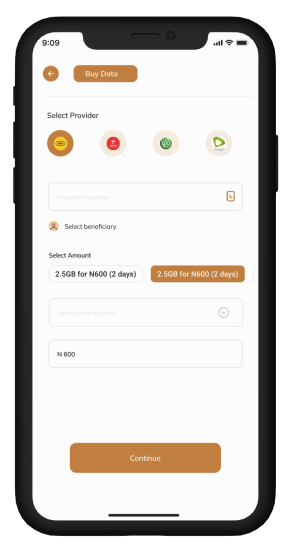 9:09
Buy Data
Select Provider
Recipient Number
Select beneficiary
Select Amount
2.5GB for N600 (2 days) 2.5GB for N600 (2 days)
Select other options
N 600
Continue